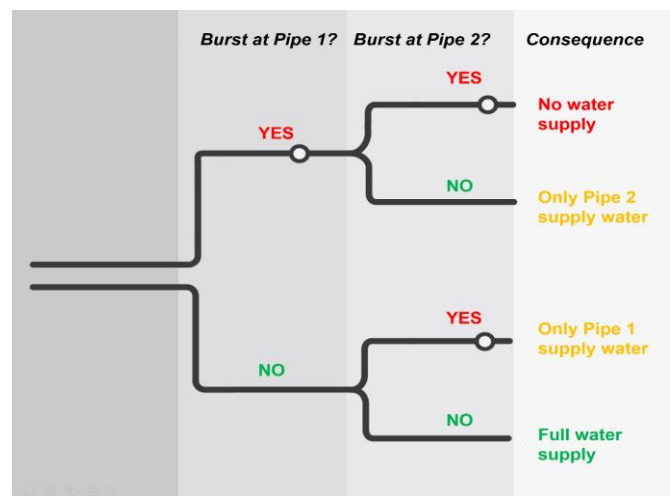 Burst at Pipe 1? Burst at Pipe 2? Consequence
YES
YES
No water
supply
NO
Only Pipe 2
supply water
YES
Only Pipe 1
supply water
NO
NO
Full water
supply